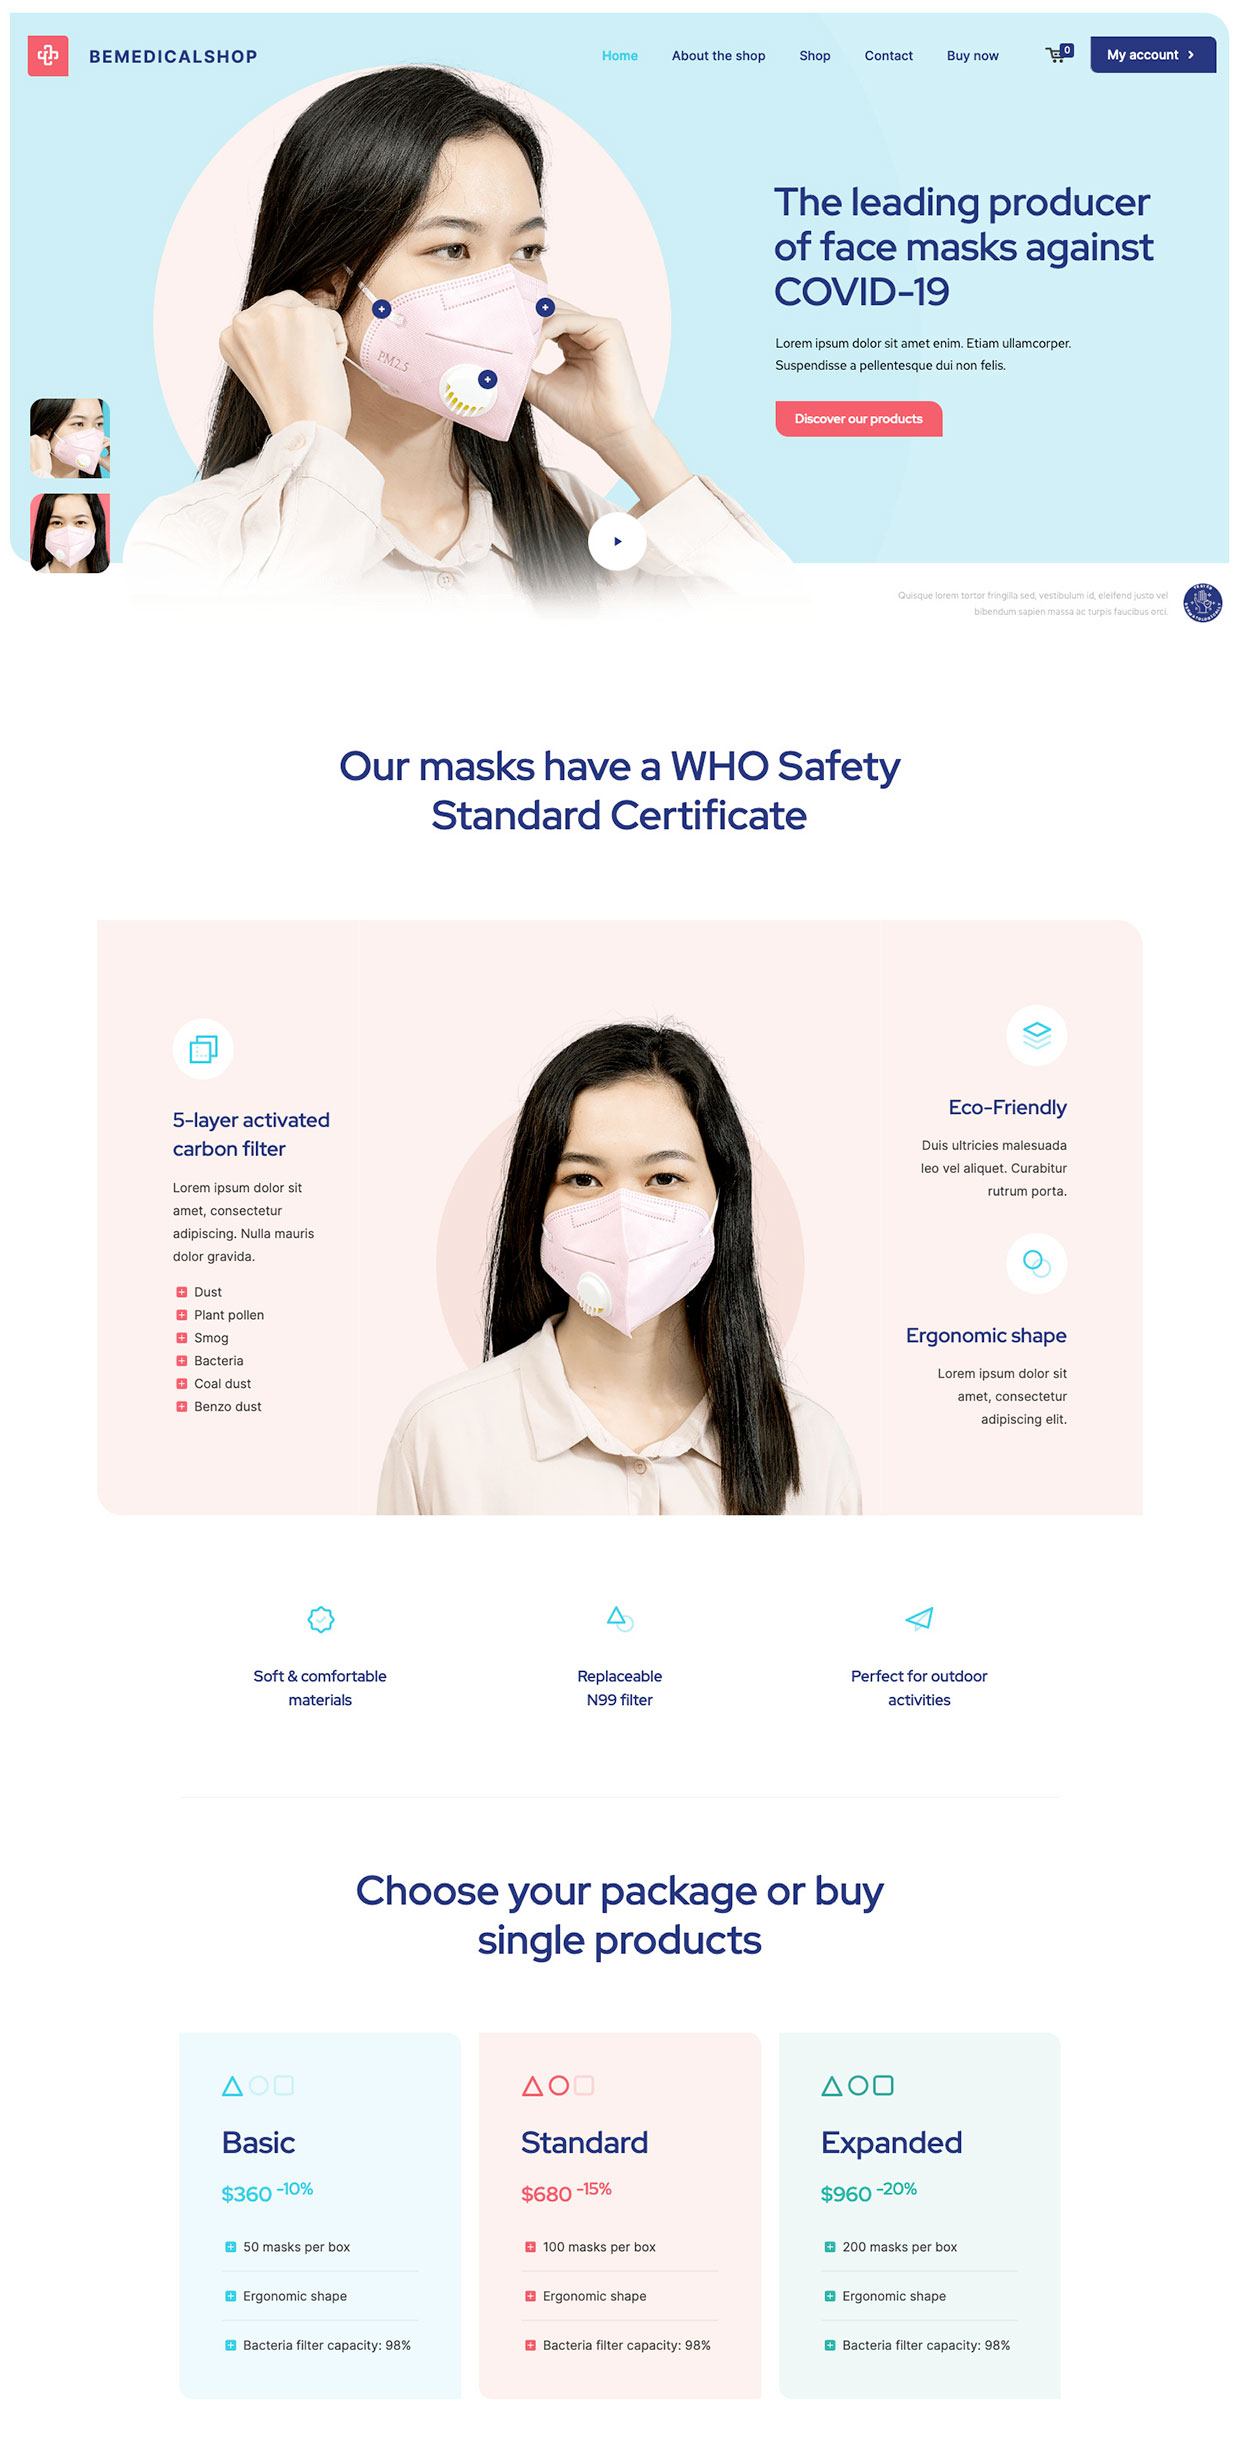 BEMEDICALSHOP
Home
About the shop
Shop
Contact
Buy now
0
My account
The leading producer
of face masks against
COVID-19
Lorem ipsum dolor sit amet enim. Etiam ullamcorper.
Suspendisse a pellentesque dui non felis.
Discover our products
PM2.5
Quisque lorem tortor fringilla sed, vestibulum id, eleifend justo vel
bibendum sapien massa ac turpis faucibus orci.
Our masks have a WHO Safety
Standard Certificate
5-layer activated
carbon filter
Lorem ipsum dolor sit
amet, consectetur
adipiscing. Nulla mauris
dolor gravida.
Dust
Plant pollen
Smog
Bacteria
Coal dust
Benzo dust
Eco-Friendly
Duis ultricies malesuada
leo vel aliquet. Curabitur
rutrum porta.
Ergonomic shape
Lorem ipsum dolor sit
amet, consectetur
adipiscing elit.
Soft & comfortable
materials
Replaceable
N99 filter
Perfect for outdoor
activities
Choose your package or buy
single products
Basic
$360 -10%
50 masks per box
Ergonomic shape
Bacteria filter capacity: 98%
Standard
$680 -15%
100 masks per box
Ergonomic shape
Bacteria filter capacity: 98%
Expanded
$960 -20%
200 masks per box
Ergonomic shape
Bacteria filter capacity: 98%